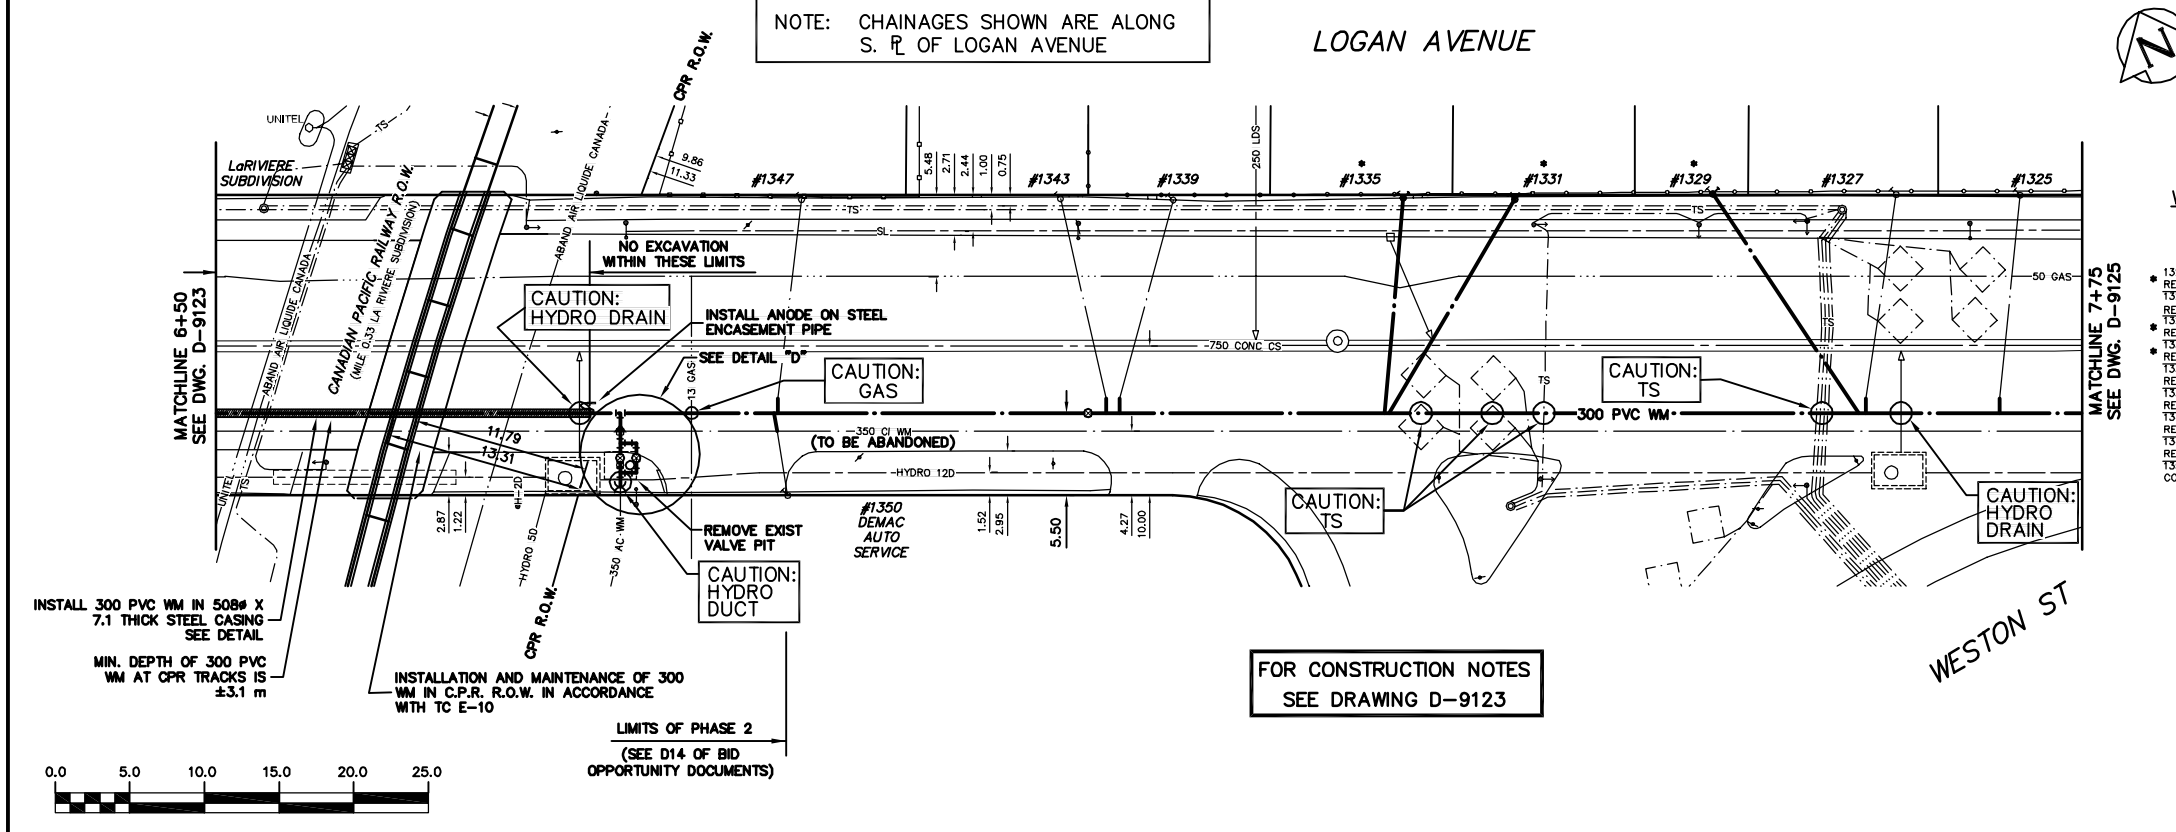 NOTE: CHAINAGES SHOWN ARE ALONG
S. PL OF LOGAN AVENUE
LOGAN AVENUE
N
CPR R.O.W.
UNITEL
TS
LaRIVIERE
SUBDIVISION
ABAND AIR LIQUIDE CANADA
9.86
11.33
#1347
5.48
2.71
2.44
1.00
0.75
#1343
#1339
250 LDS
#1335
#1331
#1329
#1327
#1325
TS
TS
SL
NO EXCAVATION
WITHIN THESE LIMITS
MATCHLINE 6+50
SEE DWG. D-9123
ABAND AIR LIQUIDE CANADA
CANADIAN PACIFIC RAILWAY R.O.W.
(MILE 0.33 LA RIVIERE SUBDIVISION)
CAUTION:
HYDRO DRAIN
INSTALL ANODE ON STEEL
ENCASEMENT PIPE
SEE DETAIL "D"
13 GAS
CAUTION:
GAS
50 GAS
750 CONC CS
TS
TS
CAUTION:
TS
300 PVC WM
MATCHLINE 7+75
SEE DWG. D-9125
350 CI WM
(TO BE ABANDONED)
11.79
13.31
HYDRO 12D
UNITEL
TS
2.87
1.22
H-2D
HYDRO 5D
350 AC WM
CPR R.O.W.
REMOVE EXIST
VALVE PIT
#1350
DEMAC
AUTO
SERVICE
1.52
2.95
5.50
4.27
10.00
CAUTION:
TS
CAUTION:
HYDRO
DRAIN
CAUTION:
HYDRO
DUCT
INSTALL 300 PVC WM IN 508ø X
7.1 THICK STEEL CASING
SEE DETAIL
MIN. DEPTH OF 300 PVC
WM AT CPR TRACKS IS
±3.1 m
INSTALLATION AND MAINTENANCE OF 300
WM IN C.P.R. R.O.W. IN ACCORDANCE
WITH TC E-10
LIMITS OF PHASE 2
(SEE D14 OF BID
OPPORTUNITY DOCUMENTS)
FOR CONSTRUCTION NOTES
SEE DRAWING D-9123
WESTON ST
0.0 5.0 10.0 15.0 20.0 25.0